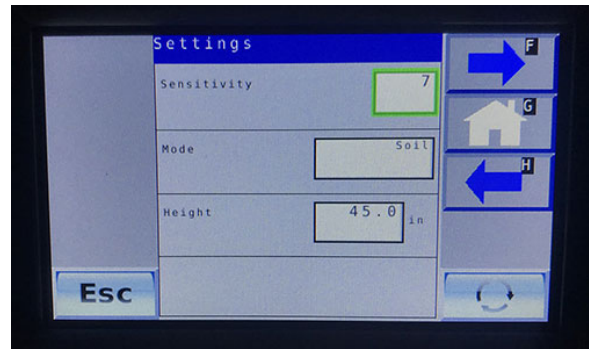 Settings
F
Sensitivity 7
G
Mode Soil
H
Height 45.0 in
Esc